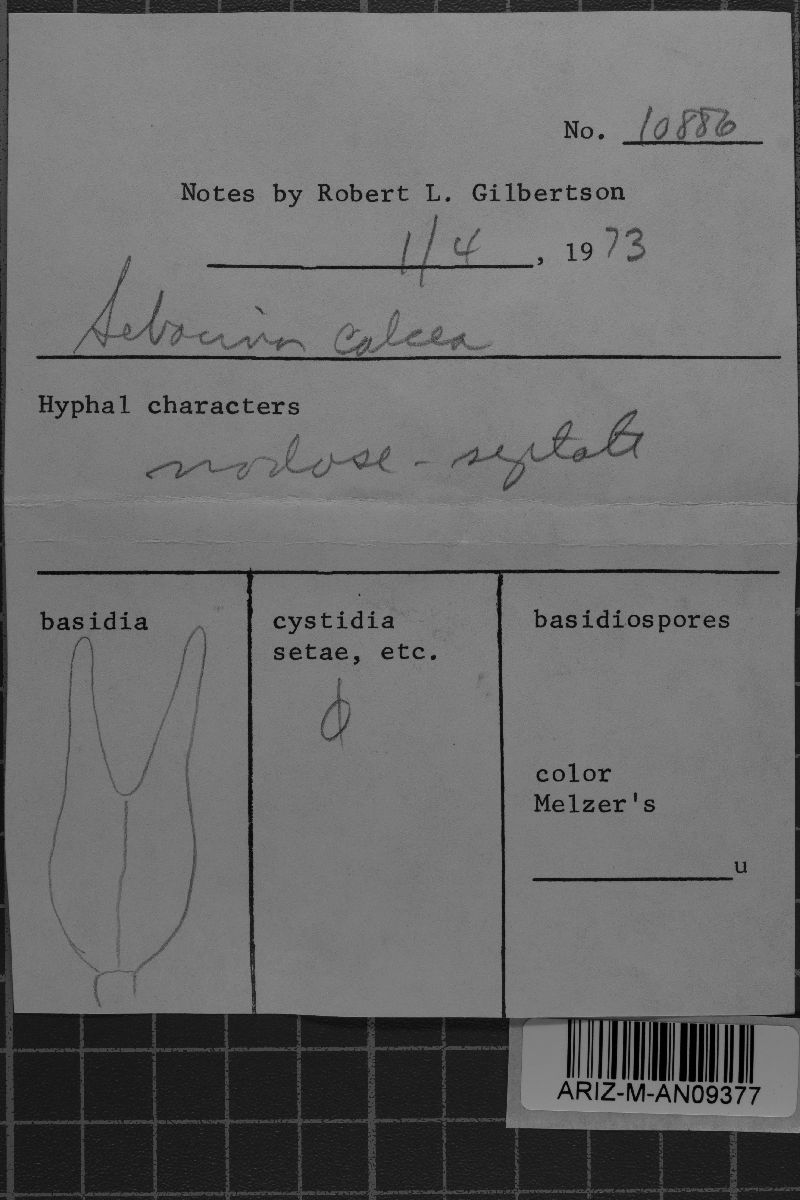 No. 10886
Notes by Robert L. Gilbertson
1/4, 1973
Sebacina calcea
Hyphal characters
nodose-septate
basidia
cystidia
setae, etc.
ϕ
basidiospores
color
Melzer's
u
ARIZ-M-AN09377